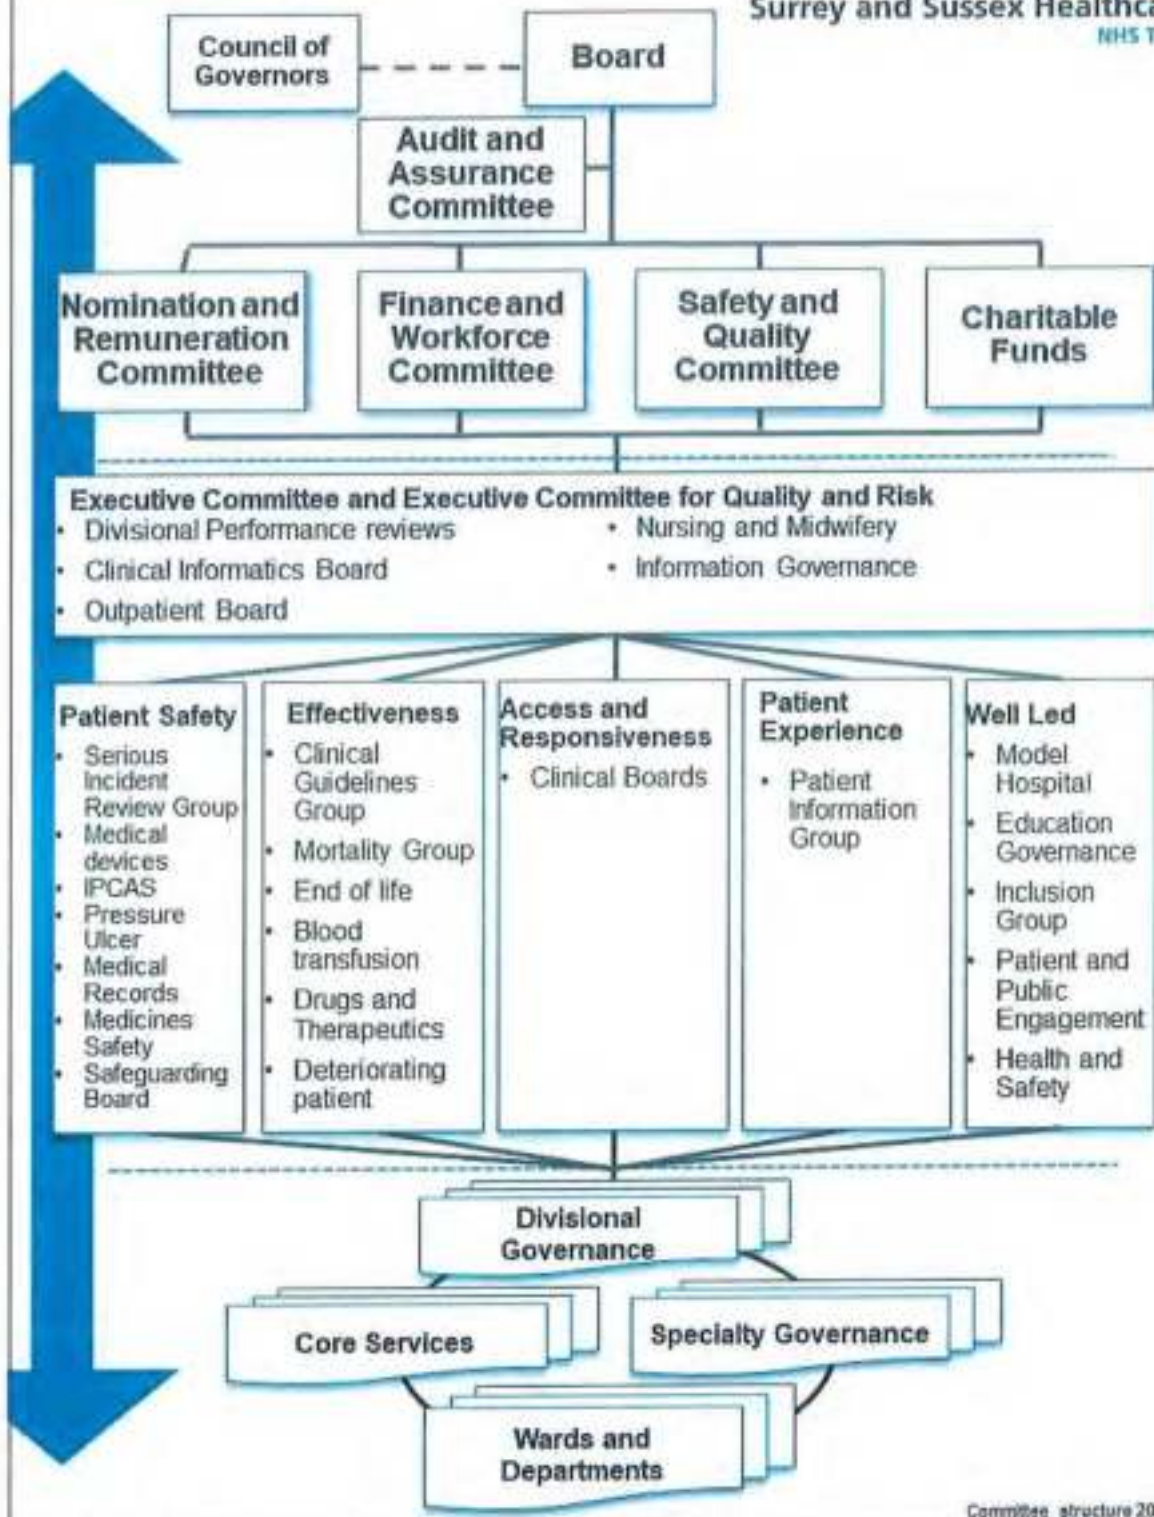 Surrey and Sussex
NHS
Council of
Governors
Board
Audit and
Assurance
Committee
Nomination and
Remuneration
Committee
Finance and
Workforce
Committee
Safety and
Quality
Committee
Charitable
Funds
Executive Committee and Executive Committee for Quality and Risk
• Divisional Performance reviews
• Clinical Informatics Board
• Outpatient Board
• Nursing and Midwifery
• Information Governance
Patient Safety
• Serious
Incident
Review Group
• Medical
devices
• IPCAS
• Pressure
Ulcer
• Medical
Records
• Medicines
Safety
• Safeguarding
Board
Effectiveness
• Clinical
Guidelines
Group
• Mortality Group
• End of life
• Blood
transfusion
• Drugs and
Therapeutics
• Deteriorating
patient
Access and
Responsiveness
• Clinical Boards
Patient
Experience
• Patient
Information
Group
Well Led
• Model
Hospital
• Education
Governance
• Inclusion
Group
• Patient and
Public
Engagement
• Health and
Safety
Divisional
Governance
Core Services
Specialty Governance
Wards and
Departments
Committee structure 20